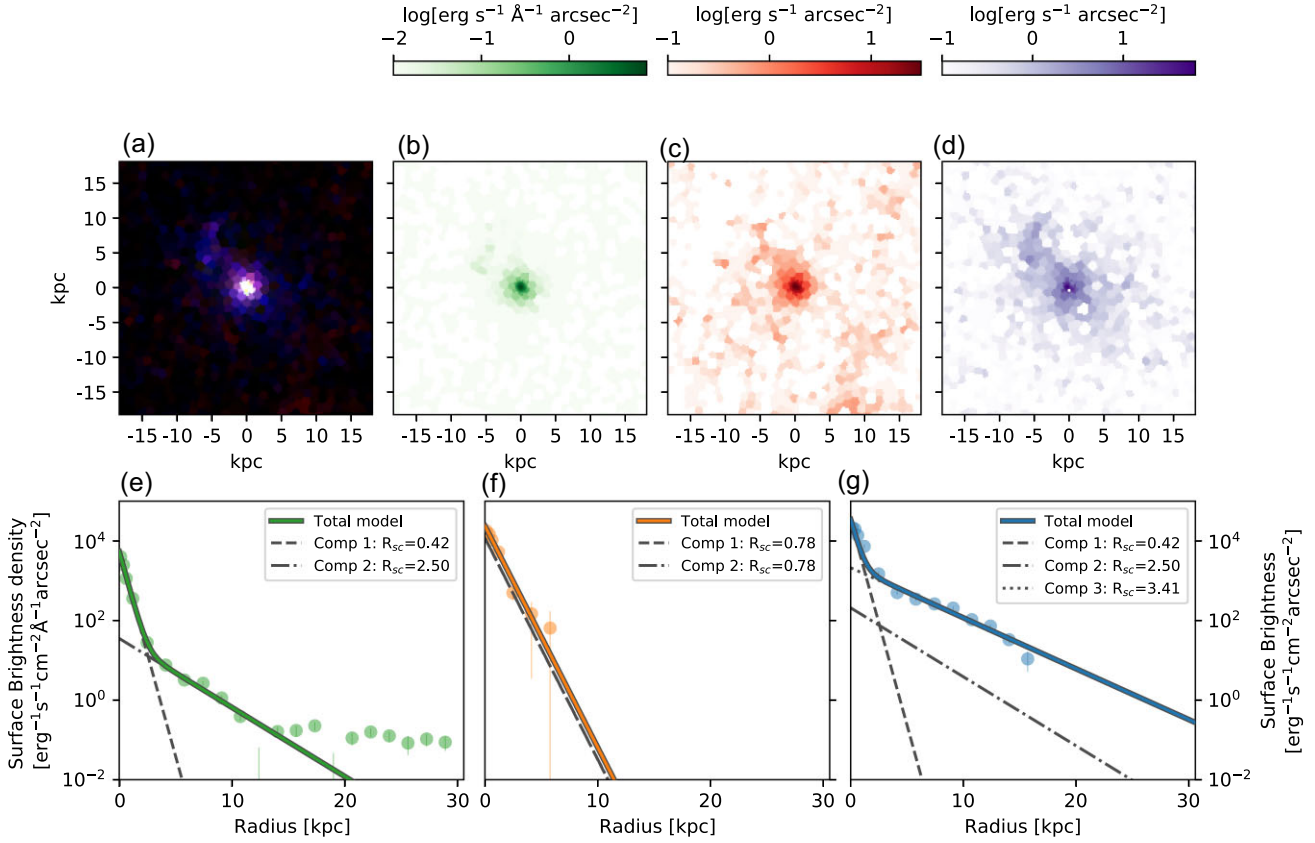 log[erg s⁻¹ Å⁻¹ arcsec⁻²] log[erg s⁻¹ arcsec⁻²] log[erg s⁻¹ arcsec⁻²]
−2 −1 0 −1 0 1 −1 0 1
(a) (b) (c) (d)
15
10
5
0
-5
-10
-15
kpc
-15 -10 -5 0 5 10 15 -15 -10 -5 0 5 10 15 -15 -10 -5 0 5 10 15 -15 -10 -5 0 5 10 15
kpc kpc kpc kpc
(e) (f) (g)
Surface Brightness density
[erg⁻¹s⁻¹cm⁻²Å⁻¹arcsec⁻²]
10⁴
10²
10⁰
10⁻²
Total model
Comp 1: R_sc=0.42
Comp 2: R_sc=2.50
Total model
Comp 1: R_sc=0.78
Comp 2: R_sc=0.78
Total model
Comp 1: R_sc=0.42
Comp 2: R_sc=2.50
Comp 3: R_sc=3.41
10⁴
10²
10⁰
10⁻²
Surface Brightness
[erg⁻¹s⁻¹cm⁻²arcsec⁻²]
0 10 20 30 0 10 20 30 0 10 20 30
Radius [kpc] Radius [kpc] Radius [kpc]